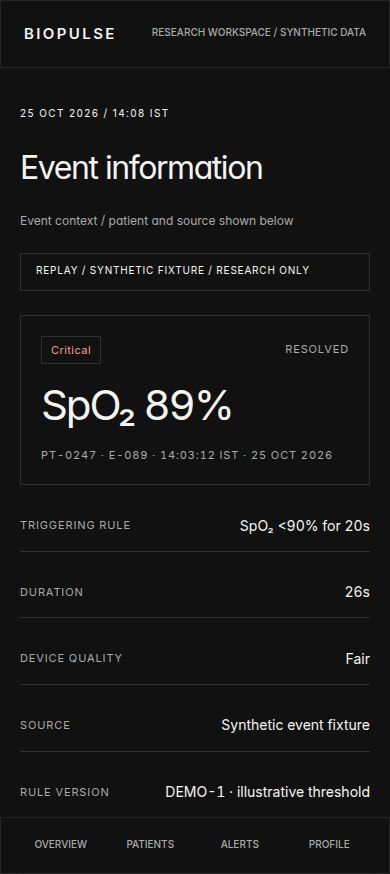 BIOPULSE
RESEARCH WORKSPACE / SYNTHETIC DATA
25 OCT 2026 / 14:08 IST
Event information
Event context / patient and source shown below
REPLAY / SYNTHETIC FIXTURE / RESEARCH ONLY
Critical
RESOLVED
SpO₂ 89%
PT-0247 · E-089 · 14:03:12 IST · 25 OCT 2026
TRIGGERING RULE
SpO₂ <90% for 20s
DURATION
26s
DEVICE QUALITY
Fair
SOURCE
Synthetic event fixture
RULE VERSION
DEMO-1 · illustrative threshold
OVERVIEW
PATIENTS
ALERTS
PROFILE